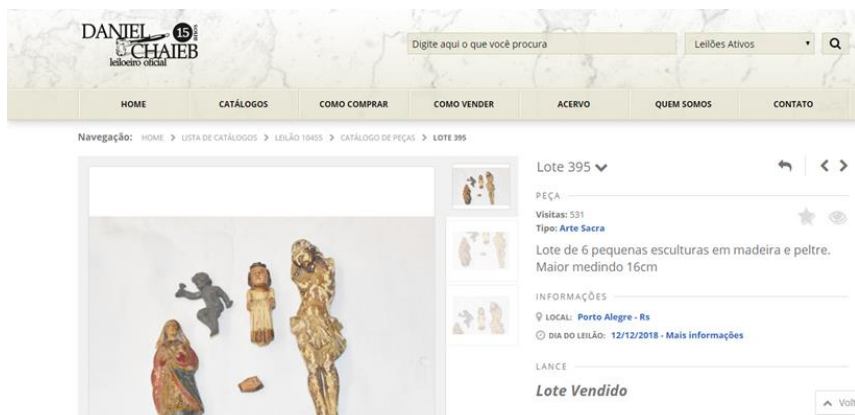 DANIEL 15 anos
CHAIEB
leiloeiro oficial
Digite aqui o que você procura
Leilões Ativos
HOME CATÁLOGOS COMO COMPRAR COMO VENDER ACERVO QUEM SOMOS CONTATO
Navegação: HOME > LISTA DE CATÁLOGOS > LEILÃO 10455 > CATÁLOGO DE PEÇAS > LOTE 395
Lote 395
PEÇA
Visitas: 531
Tipo: Arte Sacra
Lote de 6 pequenas esculturas em madeira e peltre.
Maior medindo 16cm
INFORMAÇÕES
LOCAL: Porto Alegre - Rs
DIA DO LEILÃO: 12/12/2018 - Mais informações
LANCE
Lote Vendido